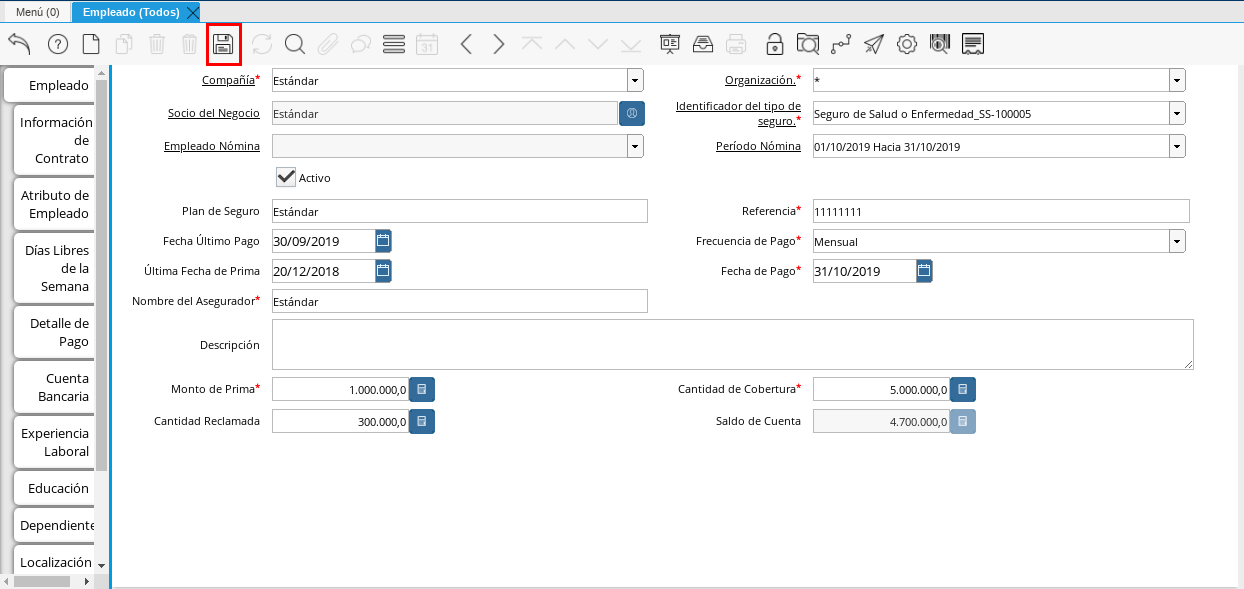 Menú (0)
Empleado (Todos)
31
Empleado
Información
de
Contrato
Atributo de
Empleado
Días Libres
de la
Semana
Detalle de
Pago
Cuenta
Bancaria
Experiencia
Laboral
Educación
Dependiente
Localización
Compañía* Estándar
Organización.* *
Socio del Negocio Estándar
Identificador del tipo de
seguro.* Seguro de Salud o Enfermedad_SS-100005
Empleado Nómina
Período Nómina 01/10/2019 Hacia 31/10/2019
Activo
Plan de Seguro Estándar
Referencia* 11111111
Fecha Último Pago 30/09/2019
Frecuencia de Pago* Mensual
Última Fecha de Prima 20/12/2018
Fecha de Pago* 31/10/2019
Nombre del Asegurador* Estándar
Descripción
Monto de Prima* 1.000.000,0
Cantidad de Cobertura* 5.000.000,0
Cantidad Reclamada 300.000,0
Saldo de Cuenta 4.700.000,0